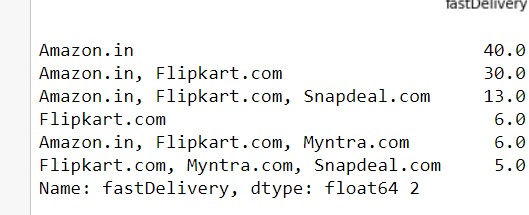 fastDelivery
Amazon.in 40.0
Amazon.in, Flipkart.com 30.0
Amazon.in, Flipkart.com, Snapdeal.com 13.0
Flipkart.com 6.0
Amazon.in, Flipkart.com, Myntra.com 6.0
Flipkart.com, Myntra.com, Snapdeal.com 5.0
Name: fastDelivery, dtype: float64 2